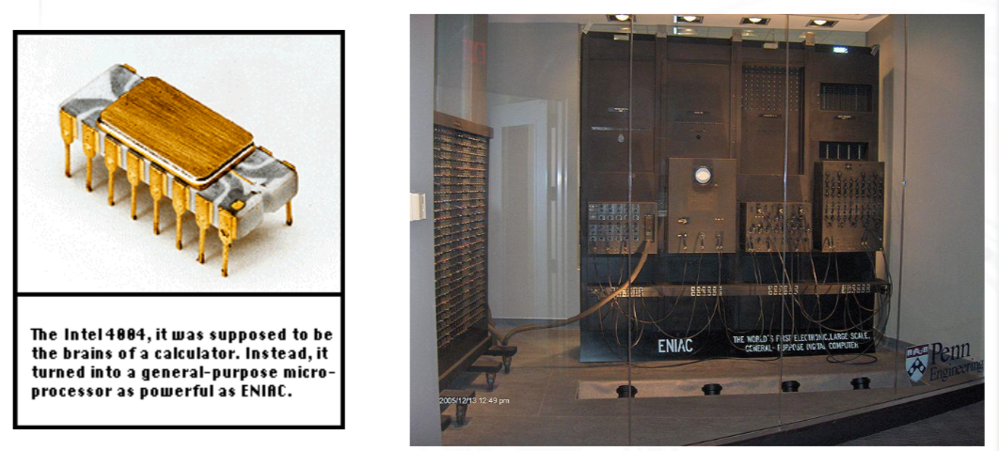 The Intel 4004, it was supposed to be
the brains of a calculator. Instead, it
turned into a general-purpose micro-
processor as powerful as ENIAC.
ENIAC
THE WORLD'S FIRST ELECTRONIC, LARGE SCALE,
GENERAL-PURPOSE DIGITAL COMPUTER
Penn
Engineering
2005/12/13 12:49 pm